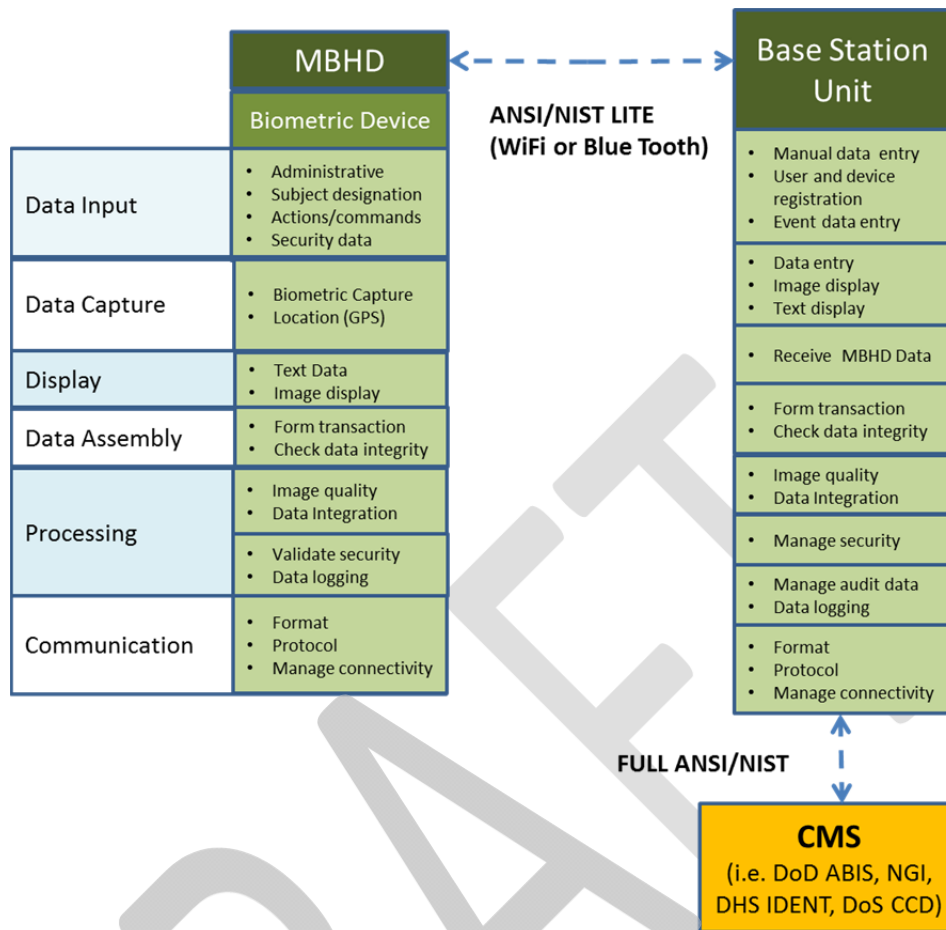 MBHD
Biometric Device
Base Station
Unit
ANSI/NIST LITE
(WiFi or Blue Tooth)
Data Input
• Administrative
• Subject designation
• Actions/commands
• Security data
Data Capture
• Biometric Capture
• Location (GPS)
Display
• Text Data
• Image display
Data Assembly
• Form transaction
• Check data integrity
Processing
• Image quality
• Data Integration
• Validate security
• Data logging
Communication
• Format
• Protocol
• Manage connectivity
• Manual data entry
• User and device
registration
• Event data entry
• Data entry
• Image display
• Text display
• Receive MBHD Data
• Form transaction
• Check data integrity
• Image quality
• Data Integration
• Manage security
• Manage audit data
• Data logging
• Format
• Protocol
• Manage connectivity
FULL ANSI/NIST
CMS
(i.e. DoD ABIS, NGI,
DHS IDENT, DoS CCD)
DRAFT